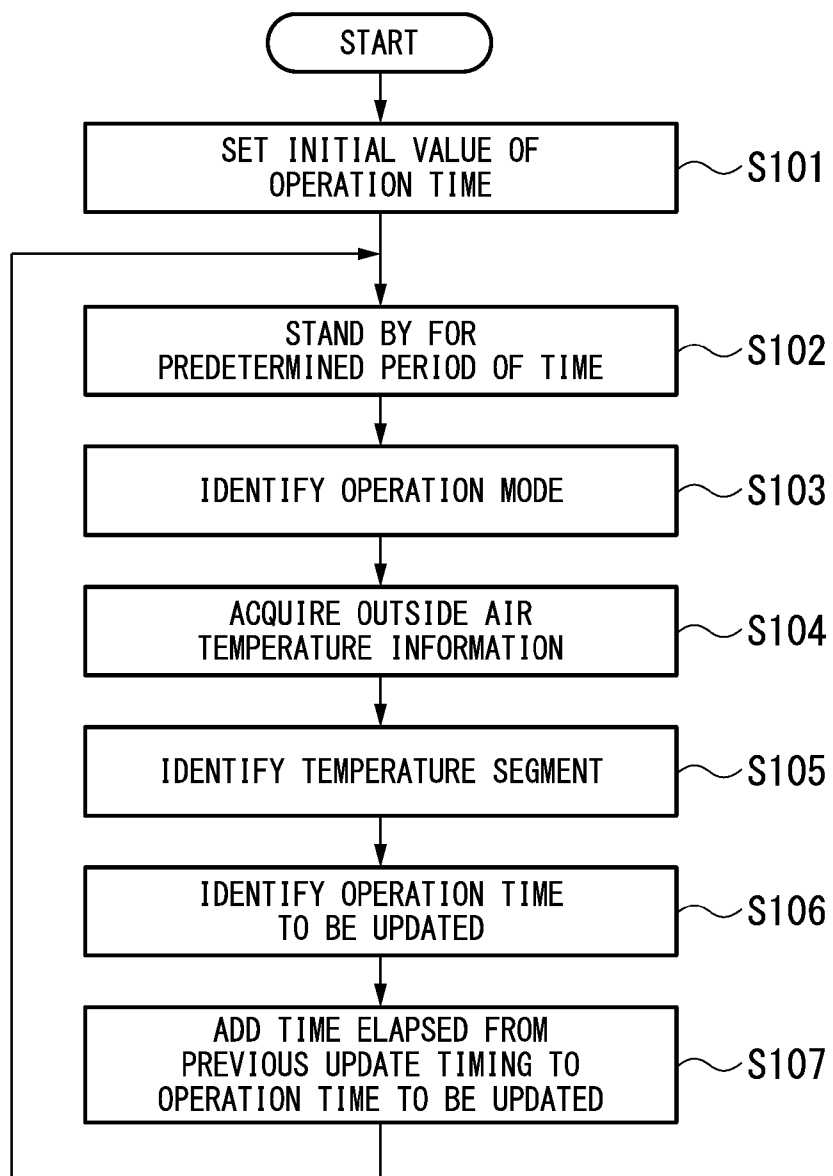 START
SET INITIAL VALUE OF
OPERATION TIME
S101
STAND BY FOR
PREDETERMINED PERIOD OF TIME
S102
IDENTIFY OPERATION MODE
S103
ACQUIRE OUTSIDE AIR
TEMPERATURE INFORMATION
S104
IDENTIFY TEMPERATURE SEGMENT
S105
IDENTIFY OPERATION TIME
TO BE UPDATED
S106
ADD TIME ELAPSED FROM
PREVIOUS UPDATE TIMING TO
OPERATION TIME TO BE UPDATED
S107